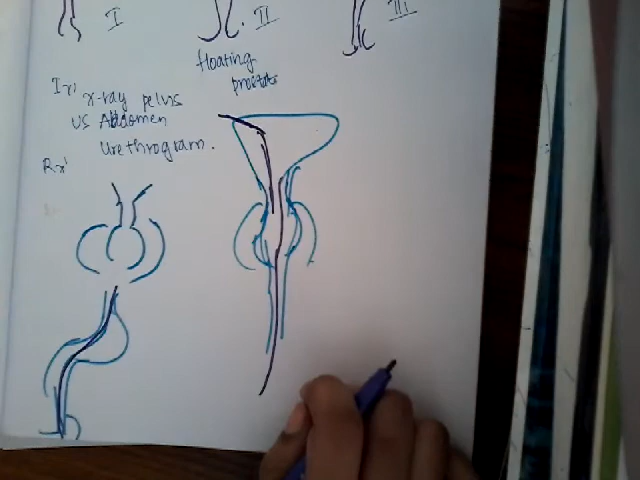 I
II
III
floating
prostate
Ix' X-ray pelvis
US Abdomen
Urethrogram.
Rx'